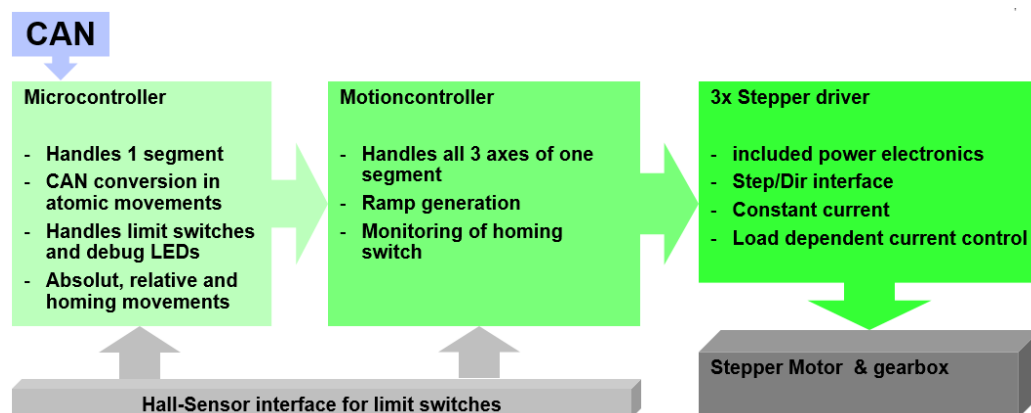 CAN
Microcontroller
- Handles 1 segment
- CAN conversion in
atomic movements
- Handles limit switches
and debug LEDs
- Absolut, relative and
homing movements
Motioncontroller
- Handles all 3 axes of one
segment
- Ramp generation
- Monitoring of homing
switch
3x Stepper driver
- included power electronics
- Step/Dir interface
- Constant current
- Load dependent current control
Stepper Motor & gearbox
Hall-Sensor interface for limit switches